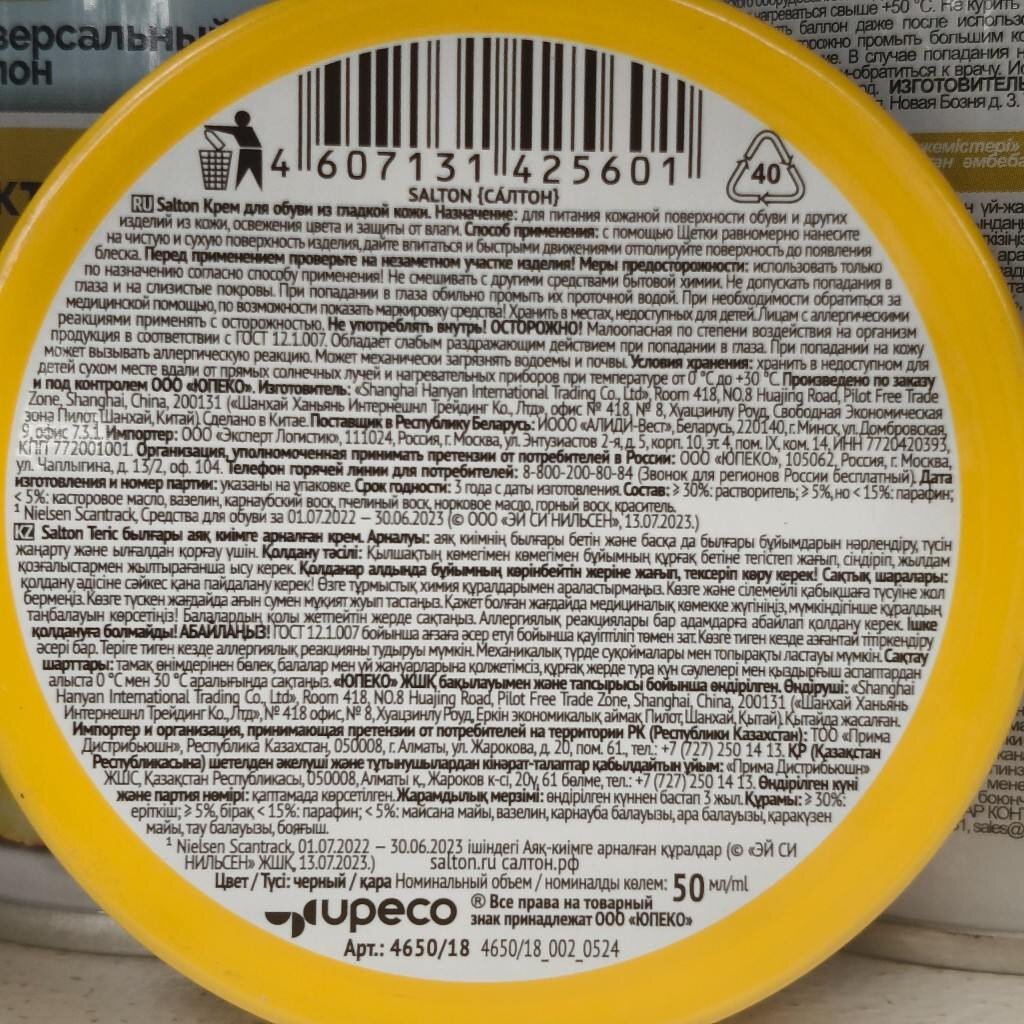 версальный
лон
агреваться свыше +50 °С. Не курить
баллон даже после использо
орожно промыть большим ко
В случае попадания н
обратиться к врачу. Ис
ИЗГОТОВИТЕЛЬ
Новая Бозня д. 3.
4 607131 425601
40
SALTON {САЛТОН}
RU Salton Крем для обуви из гладкой кожи. Назначение: для питания кожаной поверхности обуви и других
изделий из кожи, освежения цвета и защиты от влаги. Способ применения: с помощью Щетки равномерно нанесите
на чистую и сухую поверхность изделия, дайте впитаться и быстрыми движениями отполируйте поверхность до появления
блеска. Перед применением проверьте на незаметном участке изделия! Меры предосторожности: использовать только
по назначению согласно способу применения! Не смешивать с другими средствами бытовой химии. Не допускать попадания в
глаза и на слизистые покровы. При попадании в глаза обильно промыть их проточной водой. При необходимости обратиться за
медицинской помощью, по возможности показать маркировку средства! Хранить в местах, недоступных для детей. Лицам с аллергическими
реакциями применять с осторожностью. Не употреблять внутрь! ОСТОРОЖНО! Малоопасная по степени воздействия на организм
продукция в соответствии с ГОСТ 12.1.007. Обладает слабым раздражающим действием при попадании в глаза. При попадании на кожу
может вызывать аллергическую реакцию. Может механически загрязнять водоемы и почвы. Условия хранения: хранить в недоступном для
детей сухом месте вдали от прямых солнечных лучей и нагревательных приборов при температуре от 0 °С до +30 °С. Произведено по заказу
и под контролем ООО «ЮПЕКО». Изготовитель: «Shanghai Hanyan International Trading Co., Ltd», Room 418, NO.8 Huajing Road, Pilot Free Trade
Zone, Shanghai, China, 200131 («Шанхай Ханьянь Интернешнл Трейдинг Ко., Лтд», офис № 418, № 8, Хуацзинлу Роуд, Свободная Экономическая
зона Пилот, Шанхай, Китай). Сделано в Китае. Поставщик в Республику Беларусь: ИООО «АЛИДИ-Вест», Беларусь, 220140, г. Минск, ул. Домбровская,
9, офис 7.3.1. Импортер: ООО «Эксперт Логистик», 111024, Россия, г. Москва, ул. Энтузиастов 2-я, д. 5, корп. 10, эт. 4, пом. IX, ком. 14, ИНН 7720420393,
КПП 772001001. Организация, уполномоченная принимать претензии от потребителей в России: ООО «ЮПЕКО», 105062, Россия, г. Москва,
ул. Чаплыгина, д. 13/2, оф. 104. Телефон горячей линии для потребителей: 8-800-200-80-84 (Звонок для регионов России бесплатный). Дата
изготовления и номер партии: указаны на упаковке. Срок годности: 3 года с даты изготовления. Состав: ≥ 30%: растворитель; ≥ 5%, но < 15%: парафин;
< 5%: касторовое масло, вазелин, карнаубский воск, пчелиный воск, норковое масло, горный воск, краситель.
¹ Nielsen Scantrack, Средства для обуви за 01.07.2022 — 30.06.2023 (© ООО «ЭЙ СИ НИЛЬСЕН», 13.07.2023.)
KZ Salton Теgіс былғары аяқ киімге арналған крем. Арналуы: аяқ киімнің былғары бетін және басқа да былғары бұйымдарын нәрлендіру, түсін
жаңарту және ылғалдан қорғау үшін. Қолдану тәсілі: Қылшақтың көмегімен көмегімен бұйымның құрғақ бетіне тегістеп жағып, сіңдіріп, жылдам
қозғалыстармен жылтырағанша ысу керек. Қолданар алдында бұйымның көрінбейтін жеріне жағып, тексеріп көру керек! Сақтық шаралары:
қолдану әдісіне сәйкес қана пайдалану керек! Өзге тұрмыстық химия құралдарымен араластырмаңыз. Көзге және сілемейлі қабықшаға түсуіне жол
бермеңіз. Көзге түскен жағдайда ағын сумен мұқият жуып тастаңыз. Қажет болған жағдайда медициналық көмекке жүгініңіз, мүмкіндігінше құралдың
таңбалауын көрсетіңіз! Балалардың қолы жетпейтін жерде сақтаңыз. Аллергиялық реакциялары бар адамдарға абайлап қолдану керек. Ішке
қолдануға болмайды! АБАЙЛАҢЫЗ! ГОСТ 12.1.007 бойынша ағзаға әсер етуі бойынша қауіптілігі төмен зат. Көзге тиген кезде азғантай тітіркендіру
әсері бар. Теріге тиген кезде аллергиялық реакцияны тудыруы мүмкін. Механикалық түрде суқоймалары мен топырақты ластауы мүмкін. Сақтау
шарттары: тамақ өнімдерінен бөлек, балалар мен үй жануарларына қолжетімсіз, құрғақ жерде тура күн сәулелері мен қыздырғыш аспаптардан
алыста 0 °С мен 30 °С аралығында сақтаңыз. «ЮПЕКО» ЖШҚ бақылауымен және тапсырысы бойынша өндірілген. Өндіруші: «Shanghai
Hanyan International Trading Co., Ltd», Room 418, NO.8 Huajing Road, Pilot Free Trade Zone, Shanghai, China, 200131 («Шанхай Ханьянь
Интернешнл Трейдинг Ко., Лтд», № 418 офис, № 8, Хуацзинлу Роуд, Еркін экономикалық аймақ Пилот, Шанхай, Қытай). Қытайда жасалған.
Импортер и организация, принимающая претензии от потребителей на территории РК (Республики Казахстан): ТОО «Прима
Дистрибьюшн», Республика Казахстан, 050008, г. Алматы, ул. Жарокова, д. 20, пом. 61, тел.: +7 (727) 250 14 13. ҚР (Қазақстан
Республикасына) шетелден әкелуші және тұтынушылардан кінәрат-талаптар қабылдайтын ұйым: «Прима Дистрибьюшн»
ЖШС, Қазақстан Республикасы, 050008, Алматы қ., Жароков к-сі, 20у, 61 бөлме, тел.: +7 (727) 250 14 13. Өндірілген күні
және партия нөмірі: қаптамада көрсетілген. Жарамдылық мерзімі: өндірілген күннен бастап 3 жыл. Құрамы: ≥ 30%:
еріткіш; ≥ 5%, бірақ < 15%: парафин; < 5%: майсана майы, вазелин, карнауба балауызы, ара балауызы, қаракүзен
майы, тау балауызы, бояғыш.
¹ Nielsen Scantrack, 01.07.2022 — 30.06.2023 ішіндегі Аяқ-киімге арналған құралдар (© «ЭЙ СИ
НИЛЬСЕН» ЖШҚ, 13.07.2023.) salton.ru салтон.рф
Цвет / Түсі: черный / қара Номинальный объем / номиналды көлем: 50 мл/ml
upeco ® Все права на товарный
знак принадлежат ООО «ЮПЕКО»
Арт.: 4650/18 4650/18_002_0524